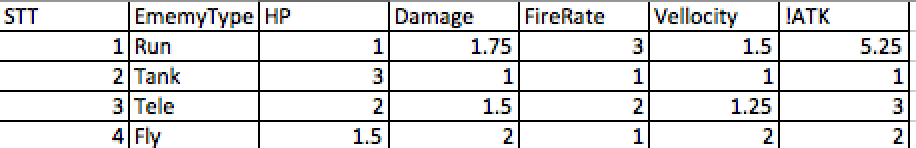 STT EmemyType HP Damage FireRate Vellocity !ATK
1 Run 1 1.75 3 1.5 5.25
2 Tank 3 1 1 1 1
3 Tele 2 1.5 2 1.25 3
4 Fly 1.5 2 1 2 2